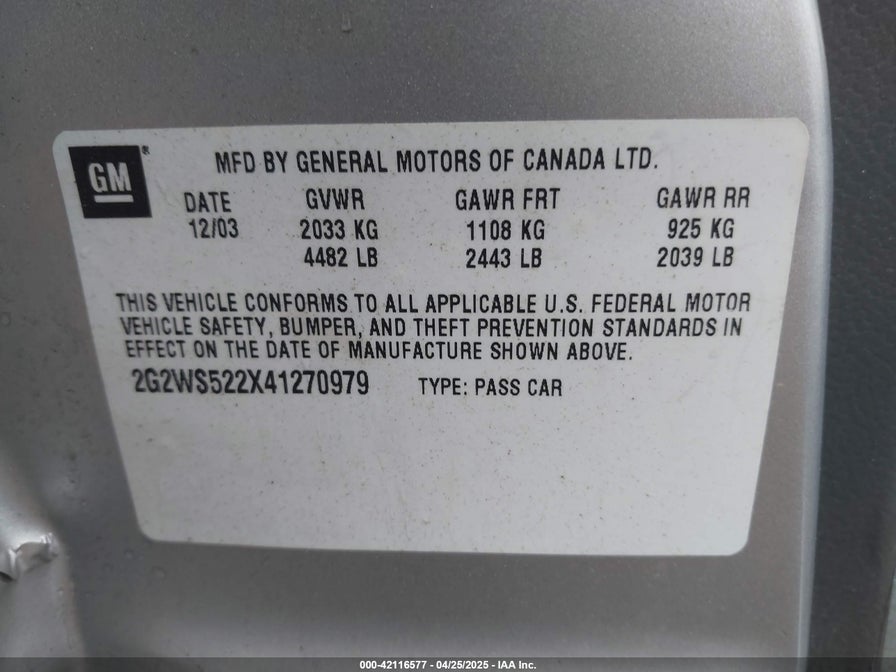 GM®
MFD BY GENERAL MOTORS OF CANADA LTD.
DATE GVWR GAWR FRT GAWR RR
12/03 2033 KG 1108 KG 925 KG
4482 LB 2443 LB 2039 LB
THIS VEHICLE CONFORMS TO ALL APPLICABLE U.S. FEDERAL MOTOR
VEHICLE SAFETY, BUMPER, AND THEFT PREVENTION STANDARDS IN
EFFECT ON THE DATE OF MANUFACTURE SHOWN ABOVE.
2G2WS522X41270979 TYPE: PASS CAR
000-42116577 - 04/25/2025 - IAA Inc.